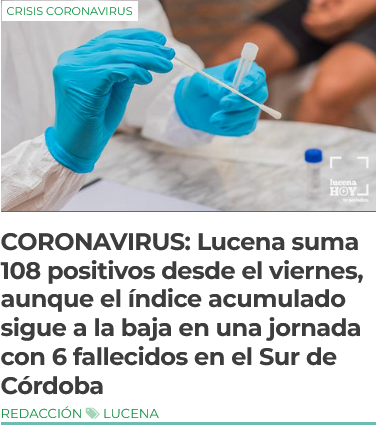 CRISIS CORONAVIRUS
lucena
HOY
CORONAVIRUS: Lucena suma
108 positivos desde el viernes,
aunque el índice acumulado
sigue a la baja en una jornada
con 6 fallecidos en el Sur de
Córdoba
REDACCIÓN LUCENA